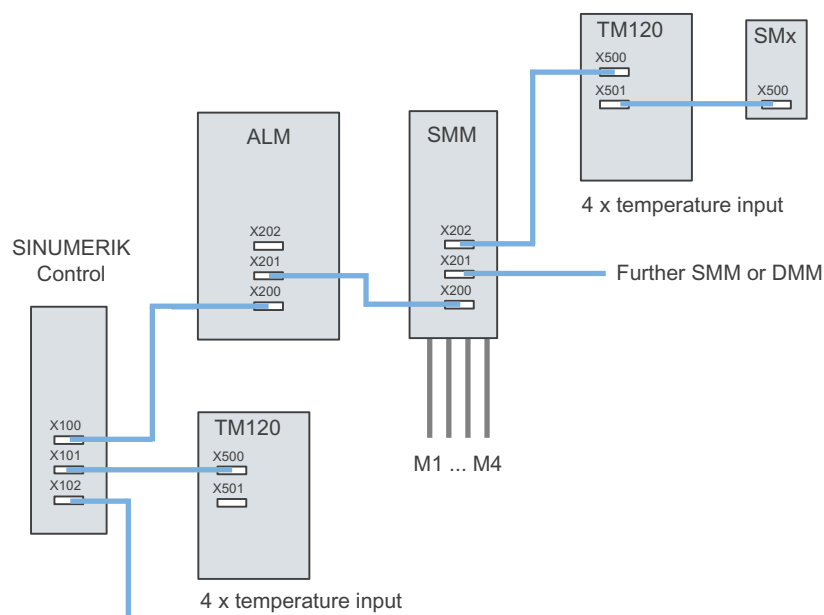 TM120
X500
X501
SMx
X500
4 x temperature input
ALM
X202
X201
X200
SMM
X202
X201
X200
Further SMM or DMM
M1 ... M4
SINUMERIK
Control
X100
X101
X102
TM120
X500
X501
4 x temperature input